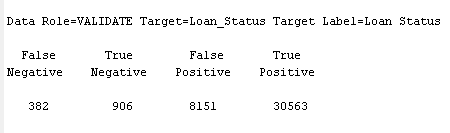 Data Role=VALIDATE Target=Loan_Status Target Label=Loan Status
False True False True
Negative Negative Positive Positive
382 906 8151 30563